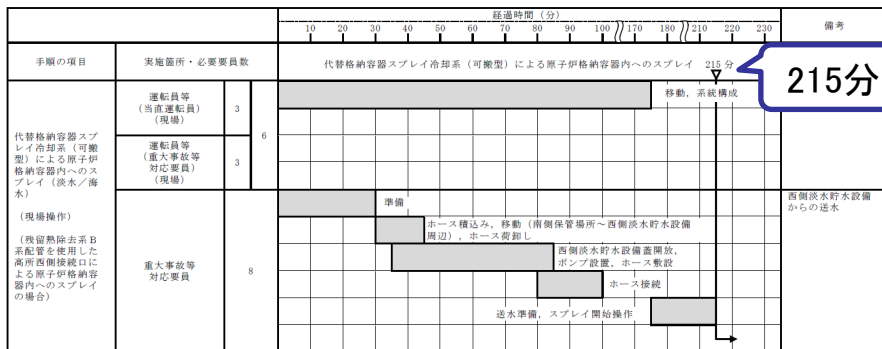 経過時間（分）
備考
10 20 30 40 50 60 70 80 90 100 180 190 210 220 230
手順の項目
実施箇所・必要要員数
代替格納容器スプレイ冷却系（可搬型）による原子炉格納容器内へのスプレイ 215分
215分
代替格納容器スプ
レイ冷却系（可搬
型）による原子炉
格納容器内へのス
プレイ（淡水／海
水）
（現場操作）
（残留熱除去系Ｂ
系配管を使用した
高所西側接続口に
よる原子炉格納容
器内へのスプレイ
の場合）
運転員等
（当直運転員）
（現場）
3
6
移動，系統構成
運転員等
（重大事故等
対応要員）
（現場）
3
重大事故等
対応要員
8
準備
ホース積込み，移動（南側保管場所～西側淡水貯水設備
周辺），ホース荷卸し
西側淡水貯水設備蓋開放，
ポンプ設置，ホース敷設
ホース接続
送水準備，スプレイ開始操作
西側淡水貯水設備
からの送水